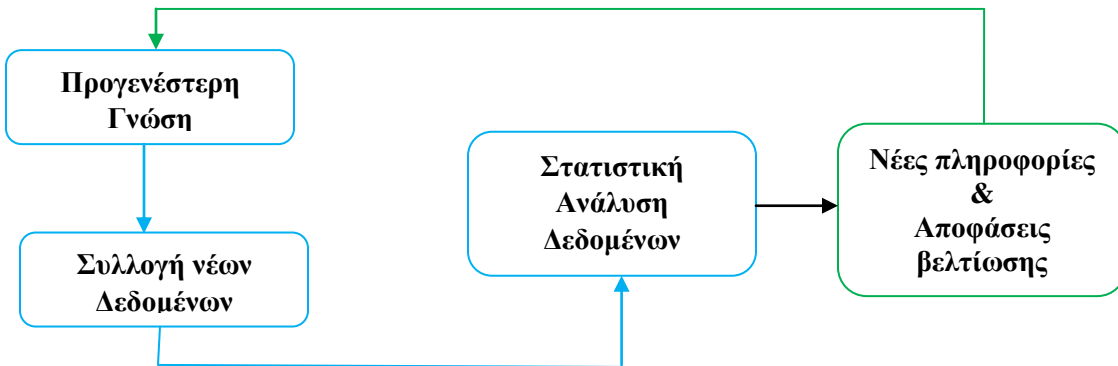 Προγενέστερη
Γνώση
Συλλογή νέων
Δεδομένων
Στατιστική
Ανάλυση
Δεδομένων
Νέες πληροφορίες
&
Αποφάσεις
βελτίωσης